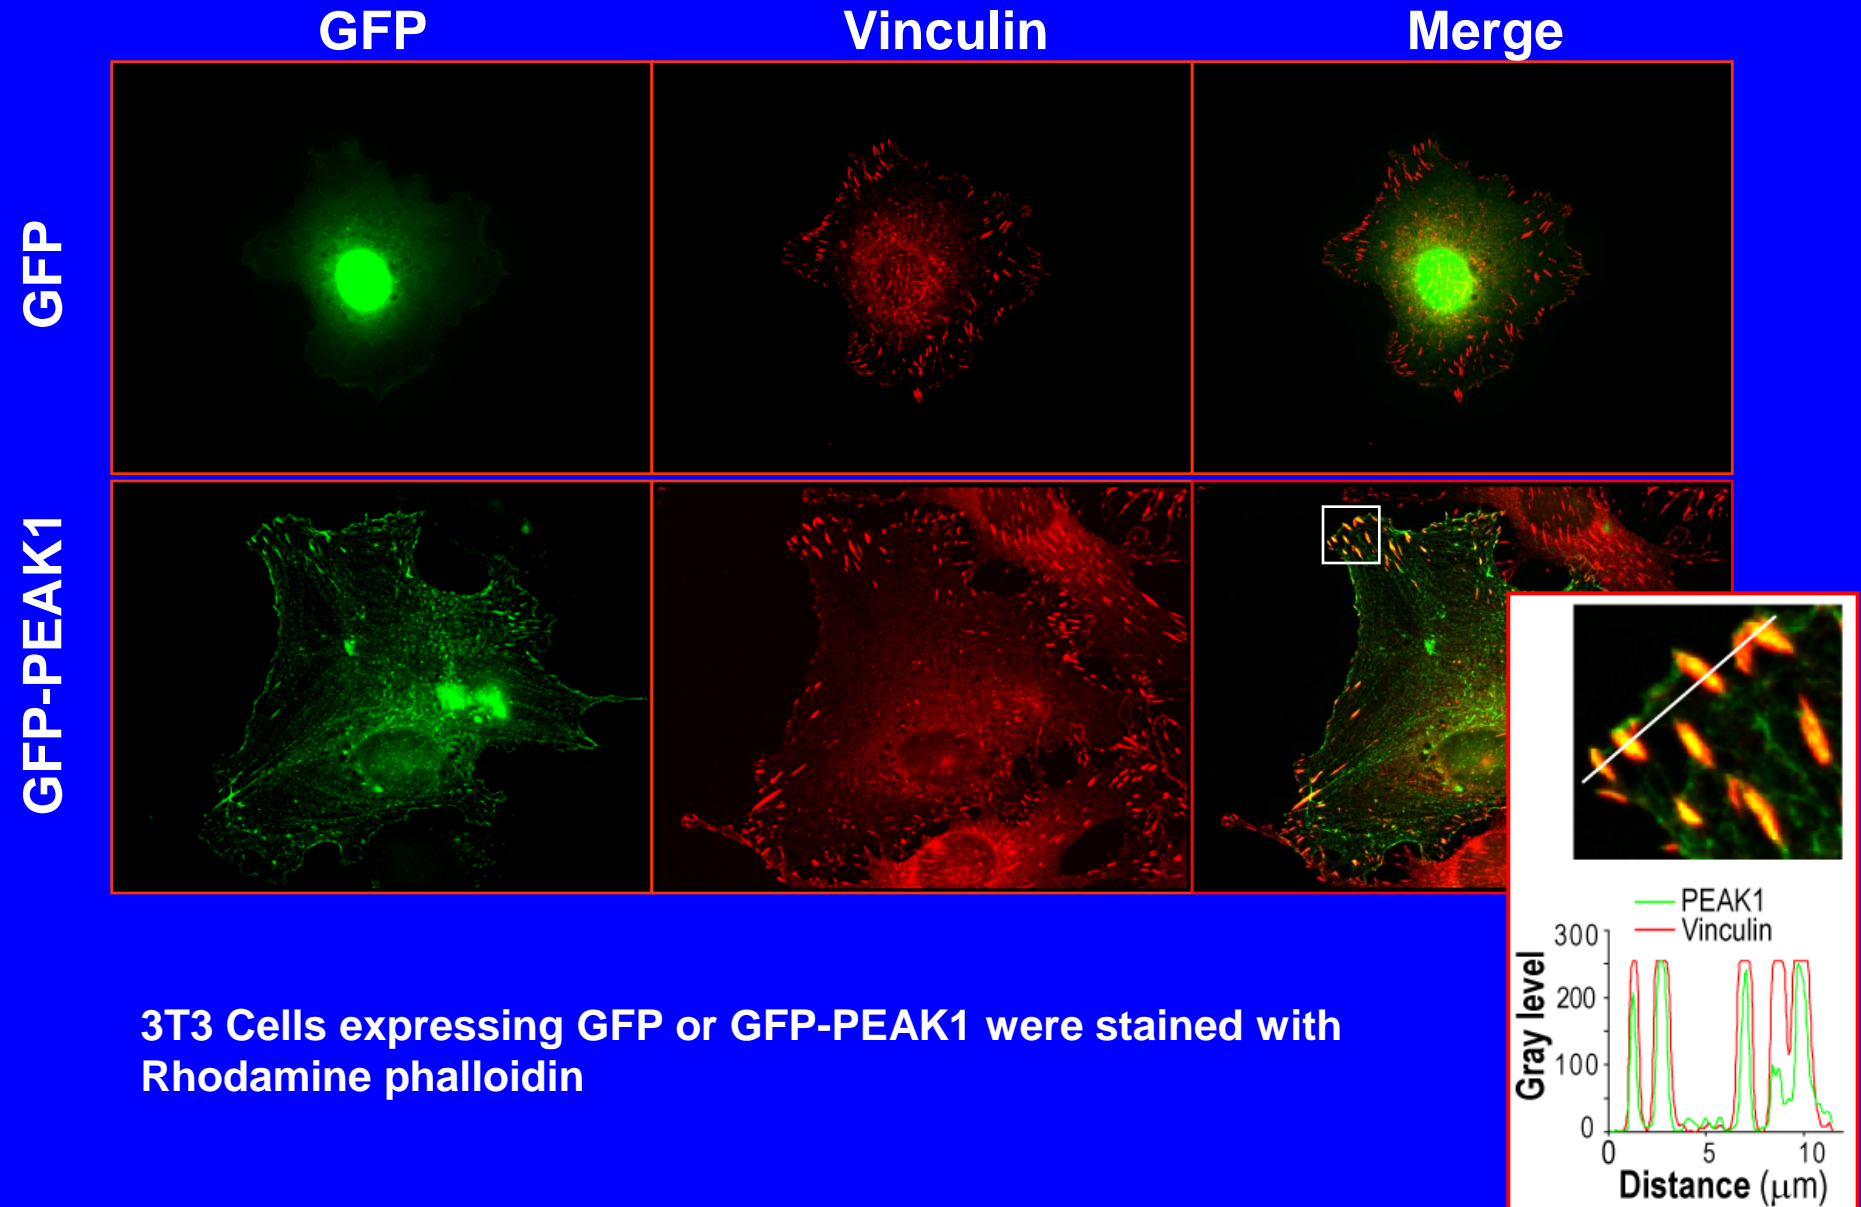 GFP Vinculin Merge
GFP
GFP-PEAK1
PEAK1
Vinculin
300
200
100
0
Gray level
0 5 10
Distance (μm)
3T3 Cells expressing GFP or GFP-PEAK1 were stained with
Rhodamine phalloidin